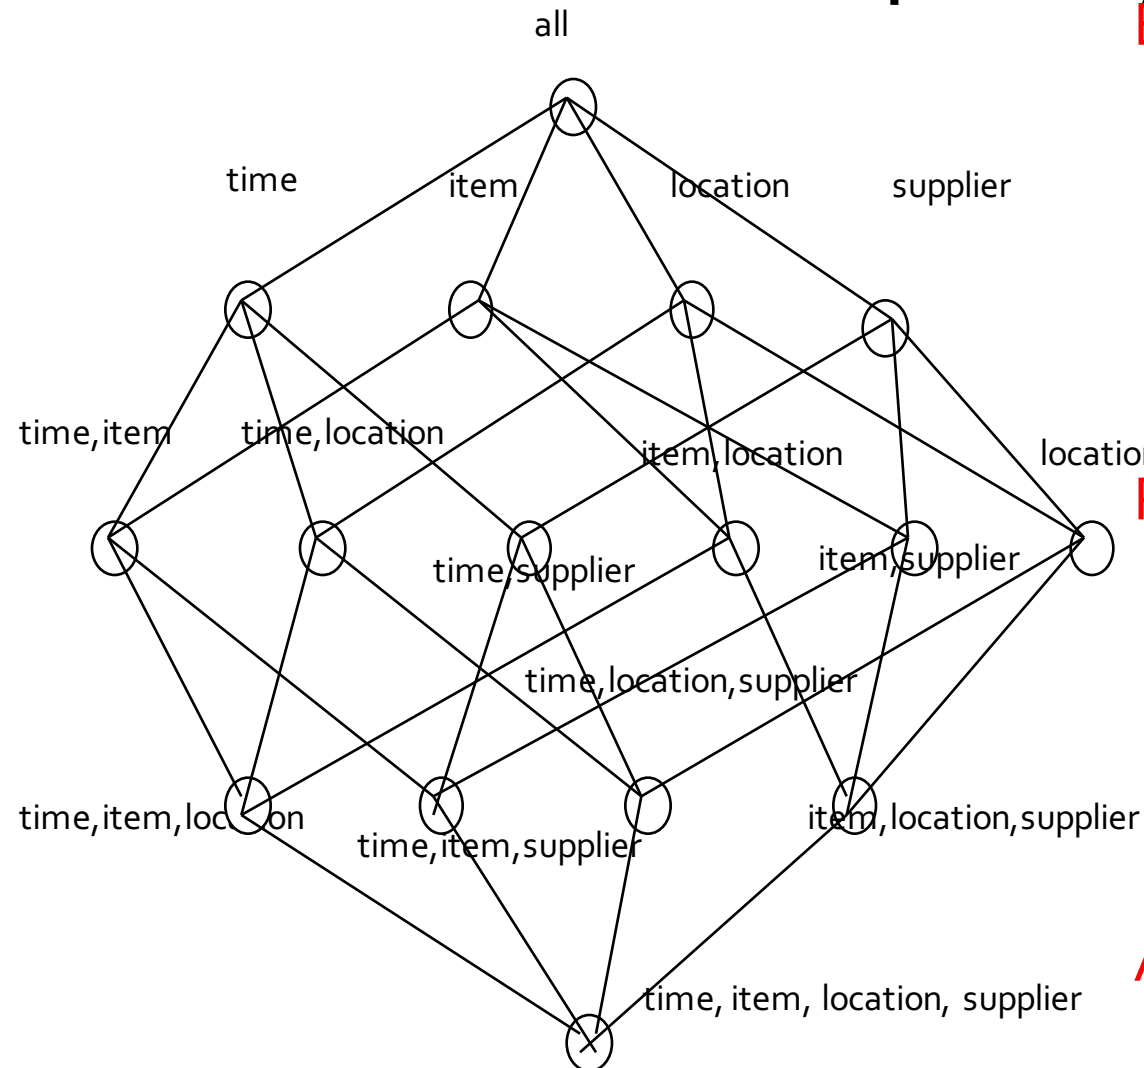 all
time
item
location
supplier
time,item
time,location
item,location
time,supplier
item,supplier
time,location,supplier
time,item,location
time,item,supplier
item,location,supplier
time, item, location, supplier